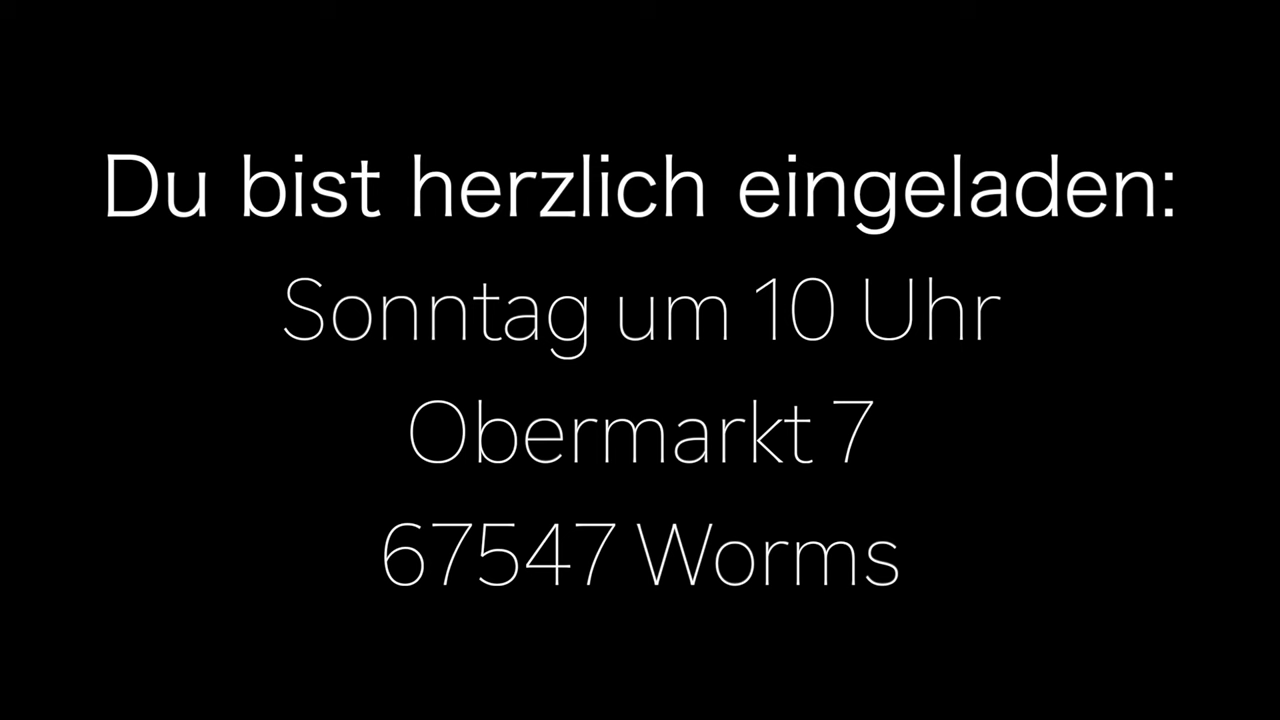 Du bist herzlich eingeladen:
Sonntag um 10 Uhr
Obermarkt 7
67547 Worms